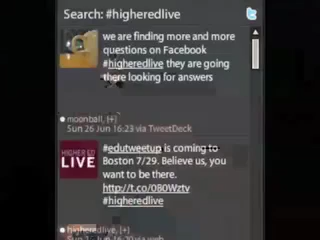 Search: #higheredlive
we are finding more and more
questions on Facebook
#higheredlive they are going
there looking for answers
moonball, [+]
Sun 26 Jun 16:23 via TweetDeck
HIGHER ED
LIVE
#edutweetup is coming to
Boston 7/29. Believe us, you
want to be there.
http://t.co/0B0Wztv
#higheredlive
higheredlive, [+]